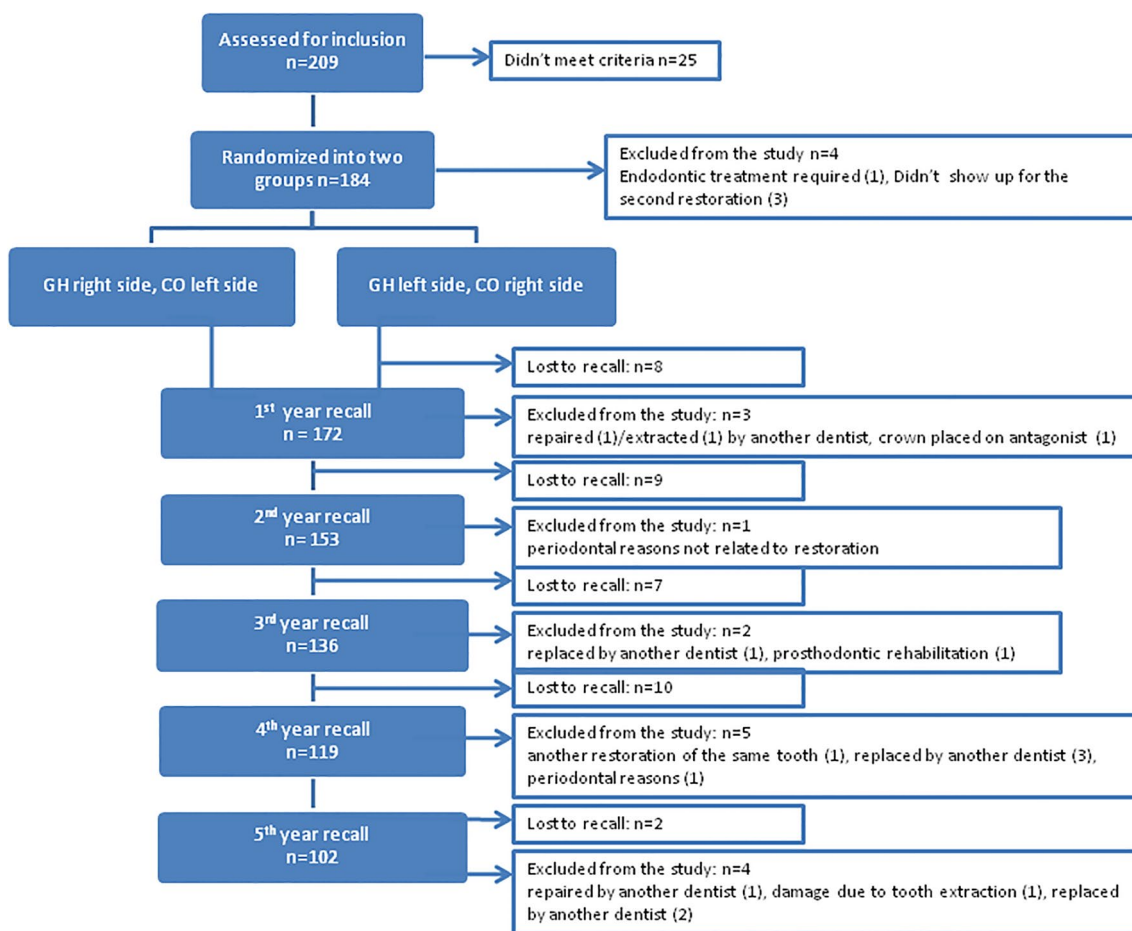 Assessed for inclusion
n=209
Didn't meet criteria n=25
Randomized into two
groups n=184
Excluded from the study n=4
Endodontic treatment required (1), Didn't show up for the
second restoration (3)
GH right side, CO left side
GH left side, CO right side
Lost to recall: n=8
1st year recall
n = 172
Excluded from the study: n=3
repaired (1)/extracted (1) by another dentist, crown placed on antagonist (1)
Lost to recall: n=9
2nd year recall
n= 153
Excluded from the study: n=1
periodontal reasons not related to restoration
Lost to recall: n=7
3rd year recall
n=136
Excluded from the study: n=2
replaced by another dentist (1), prosthodontic rehabilitation (1)
Lost to recall: n=10
4th year recall
n=119
Excluded from the study: n=5
another restoration of the same tooth (1), replaced by another dentist (3),
periodontal reasons (1)
Lost to recall: n=2
5th year recall
n=102
Excluded from the study: n=4
repaired by another dentist (1), damage due to tooth extraction (1), replaced
by another dentist (2)